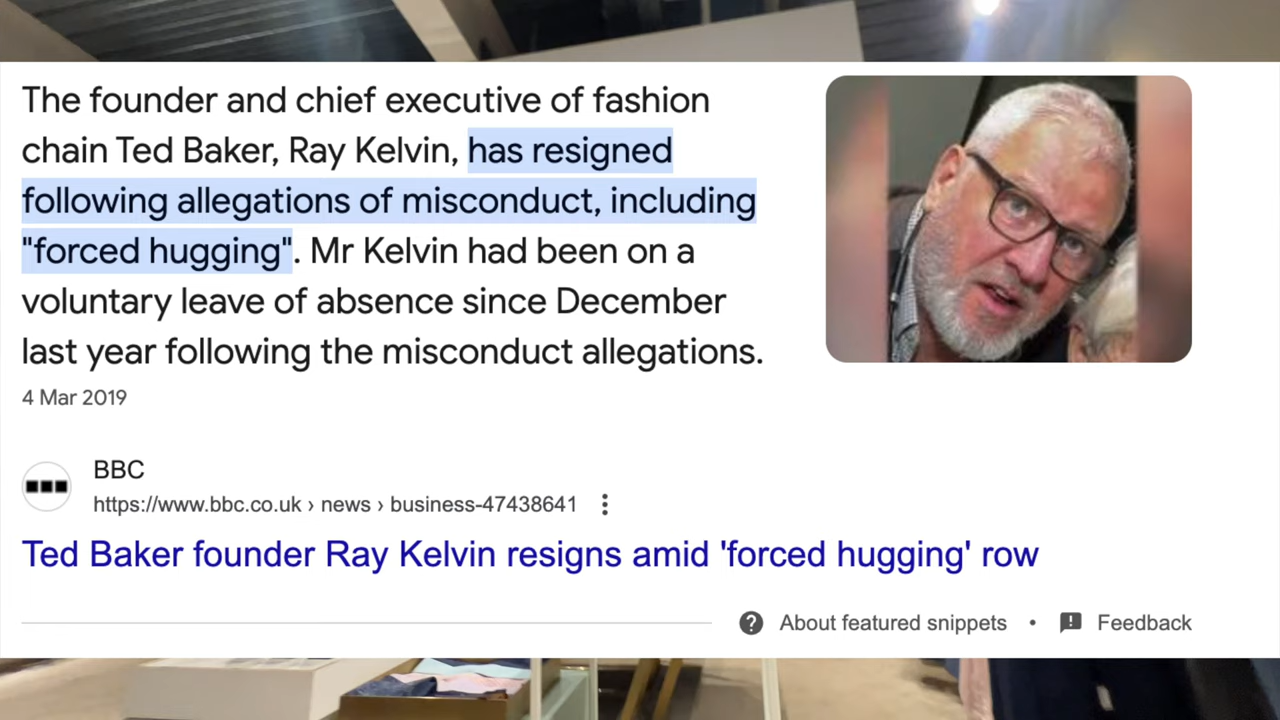 The founder and chief executive of fashion
chain Ted Baker, Ray Kelvin, has resigned
following allegations of misconduct, including
"forced hugging". Mr Kelvin had been on a
voluntary leave of absence since December
last year following the misconduct allegations.
4 Mar 2019
BBC
https://www.bbc.co.uk › news › business-47438641
Ted Baker founder Ray Kelvin resigns amid 'forced hugging' row
About featured snippets • Feedback